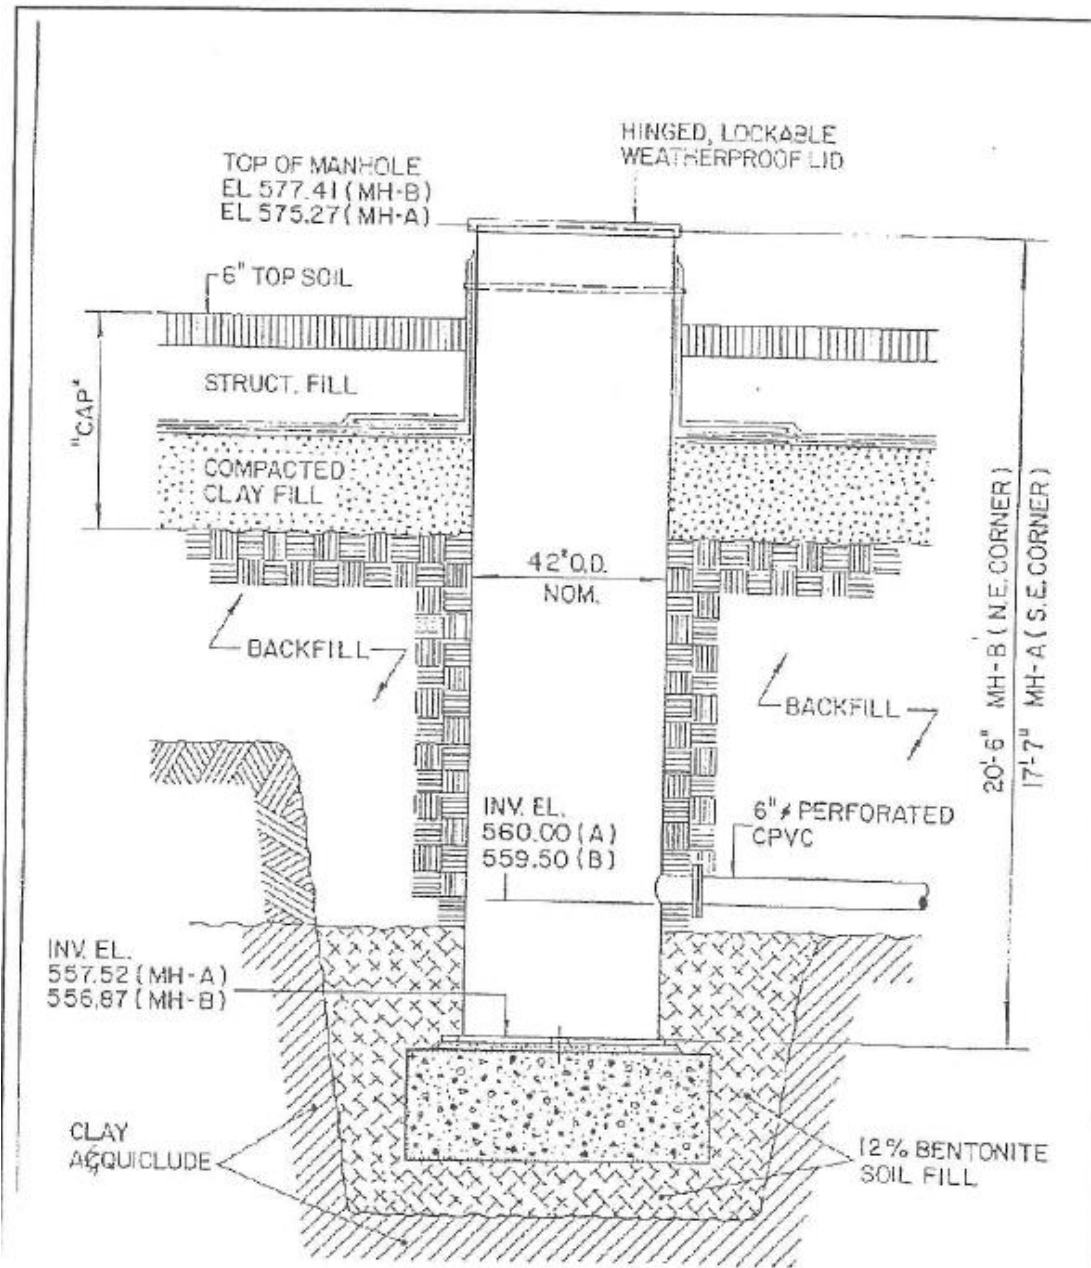 HINGED, LOCKABLE
WEATHERPROOF LID
TOP OF MANHOLE
EL 577.41 (MH-B)
EL 575.27 (MH-A)
6" TOP SOIL
STRUCT. FILL
"CAP"
COMPACTED
CLAY FILL
42" O.D.
NOM.
BACKFILL
BACKFILL
20'-6" MH-B (N.E. CORNER)
17'-7" MH-A (S.E. CORNER)
INV. EL.
560.00 (A)
559.50 (B)
6" ø PERFORATED
CPVC
INV. EL.
557.52 (MH-A)
556.87 (MH-B)
CLAY
ACQUICLUDE
12% BENTONITE
SOIL FILL